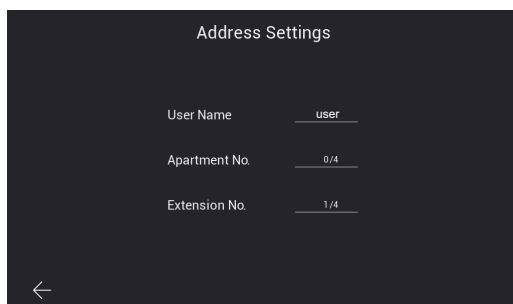 Address Settings
User Name user
Apartment No. 0/4
Extension No. 1/4